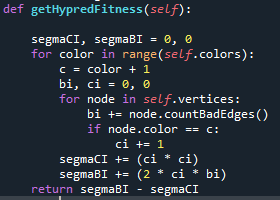 def getHypredFitness(self):
segmaCI, segmaBI = 0, 0
for color in range(self.colors):
c = color + 1
bi, ci = 0, 0
for node in self.vertices:
bi += node.countBadEdges()
if node.color == c:
ci += 1
segmaCI += (ci * ci)
segmaBI += (2 * ci * bi)
return segmaBI - segmaCI